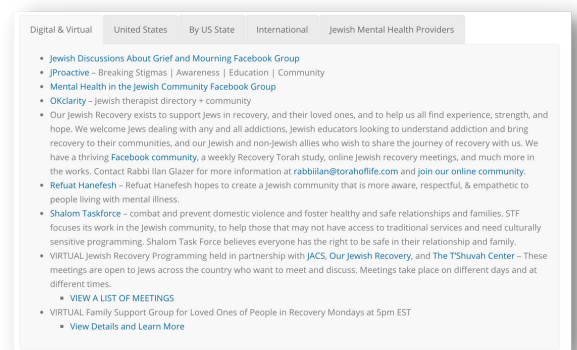 Digital & Virtual United States By US State International Jewish Mental Health Providers
Jewish Discussions About Grief and Mourning Facebook Group
JProactive – Breaking Stigmas | Awareness | Education | Community
Mental Health in the Jewish Community Facebook Group
OKclarity – Jewish therapist directory + community
Our Jewish Recovery exists to support Jews in recovery, and their loved ones, and to help us all find experience, strength, and
hope. We welcome Jews dealing with any and all addictions, Jewish educators looking to understand addiction and bring
recovery to their communities, and our Jewish and non-Jewish allies who wish to share the journey of recovery with us. We
have a thriving Facebook community, a weekly Recovery Torah study, online Jewish recovery meetings, and much more in
the works. Contact Rabbi Ilan Glazer for more information at rabbiilan@torahoflife.com and join our online community.
Refuat Hanefesh – Refuat Hanefesh hopes to create a Jewish community that is more aware, respectful, & empathetic to
people living with mental illness.
Shalom Taskforce – combat and prevent domestic violence and foster healthy and safe relationships and families. STF
focuses its work in the Jewish community, to help those that may not have access to traditional services and need culturally
sensitive programming. Shalom Task Force believes everyone has the right to be safe in their relationship and family.
VIRTUAL Jewish Recovery Programming held in partnership with JACS, Our Jewish Recovery, and The T'Shuvah Center – These
meetings are open to Jews across the country who want to meet and discuss. Meetings take place on different days and at
different times.
VIEW A LIST OF MEETINGS
VIRTUAL Family Support Group for Loved Ones of People in Recovery Mondays at 5pm EST
View Details and Learn More